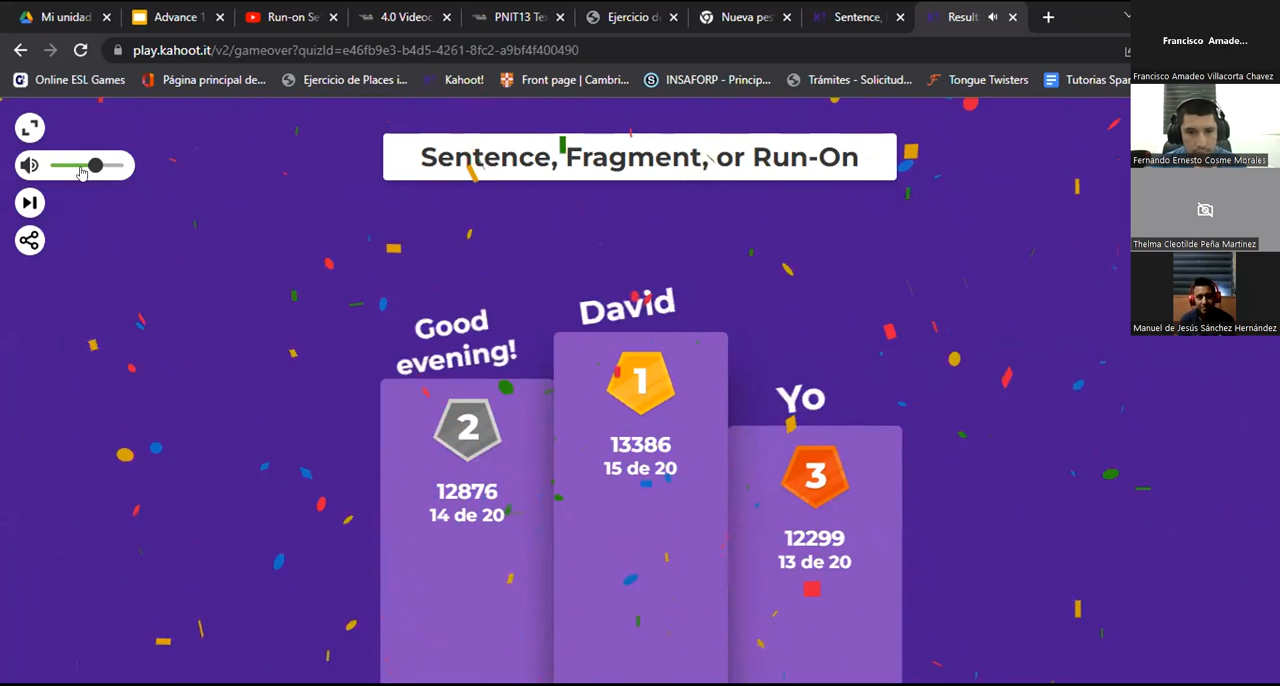 Mi unidad
Advance 1
Run-on Se
4.0 Videoc
PNIT13 Te
Ejercicio d
Nueva pes
Sentence,
Result
play.kahoot.it/v2/gameover?quizId=e46fb9e3-b4d5-4261-8fc2-a9bf4f400490
Online ESL Games
Página principal de...
Ejercicio de Places i...
Kahoot!
Front page | Cambri...
INSAFORP - Princip...
Trámites - Solicitud...
Tongue Twisters
Tutorias Spar
Francisco Amade...
Francisco Amadeo Villacorta Chavez
Fernando Ernesto Cosme Morales
Thelma Cleotilde Peña Martinez
Manuel de Jesús Sánchez Hernández
Sentence, Fragment, or Run-On
Good
evening!
2
12876
14 de 20
David
1
13386
15 de 20
Yo
3
12299
13 de 20